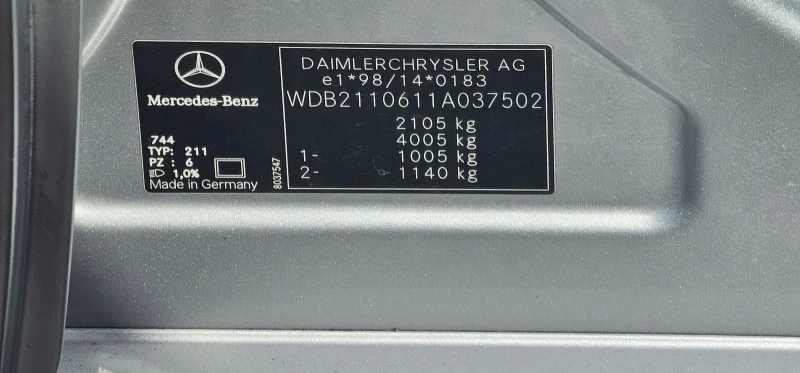 Mercedes-Benz
744
TYP: 211
PZ : 6
1,0%
Made in Germany
8037547
DAIMLERCHRYSLER AG
e1*98/14*0183
WDB2110611A037502
2105 kg
4005 kg
1- 1005 kg
2- 1140 kg